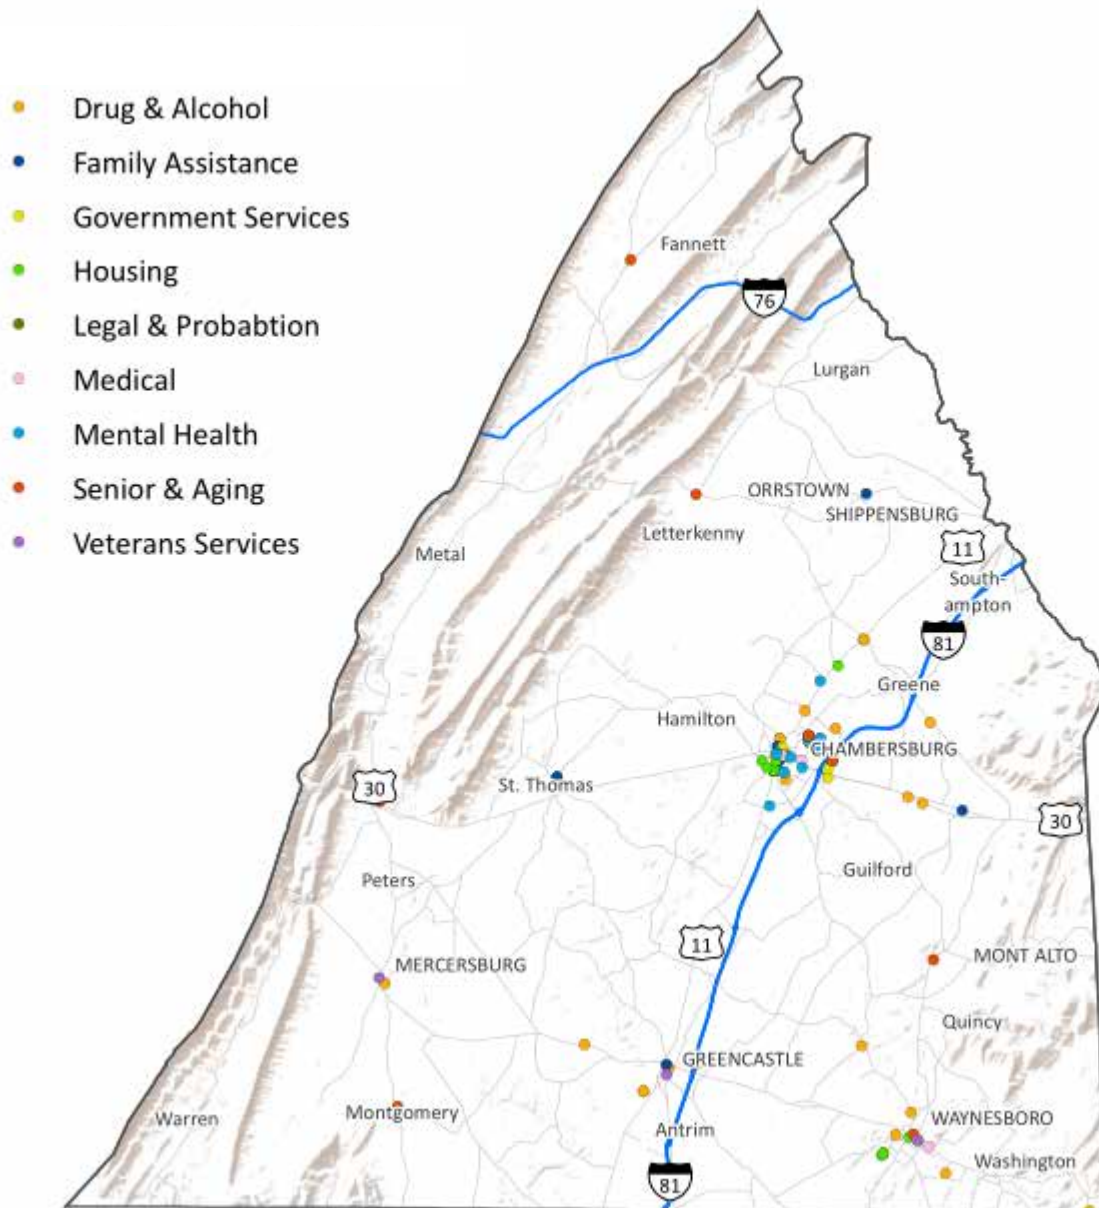 Drug & Alcohol
Family Assistance
Government Services
Housing
Legal & Probabtion
Medical
Mental Health
Senior & Aging
Veterans Services
Fannett
76
Lurgan
ORRSTOWN
SHIPPENSBURG
Letterkenny
Metal
11
South-
ampton
81
Greene
Hamilton
CHAMBERSBURG
St. Thomas
30
30
Peters
Guilford
11
MERCERSBURG
MONT ALTO
Quincy
GREENCASTLE
Warren
Montgomery
Antrim
WAYNESBORO
Washington
81